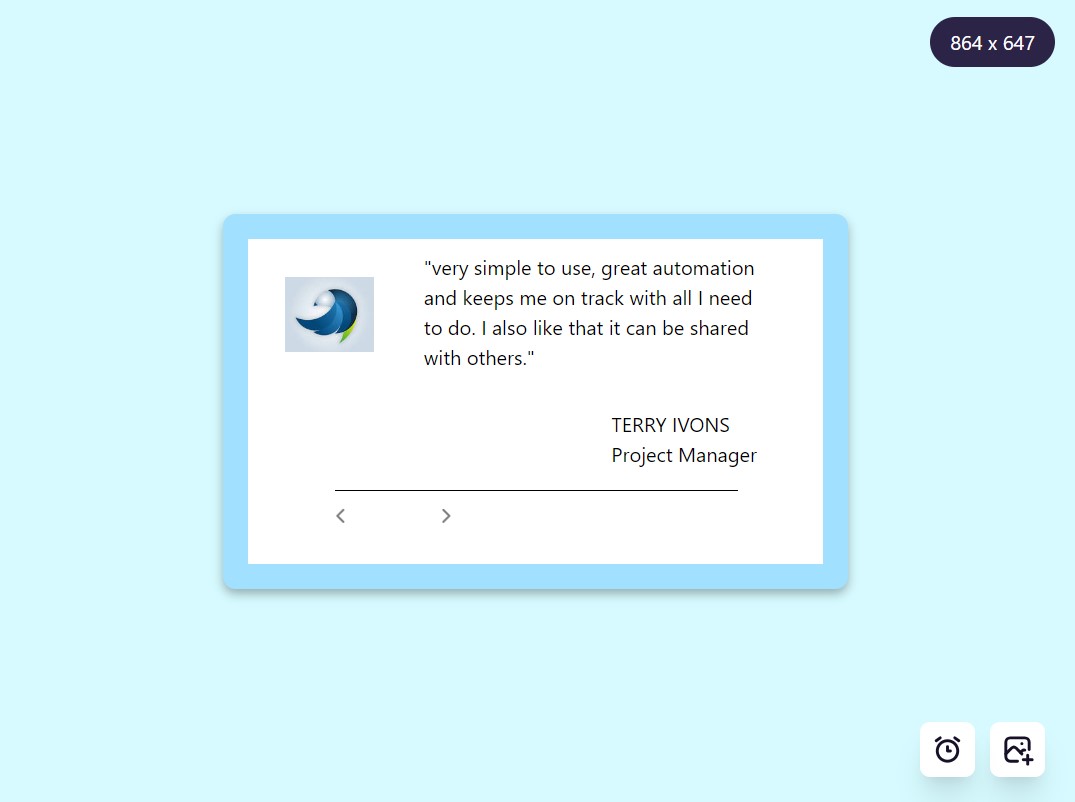 864 x 647
"very simple to use, great automation
and keeps me on track with all I need
to do. I also like that it can be shared
with others."
TERRY IVONS
Project Manager